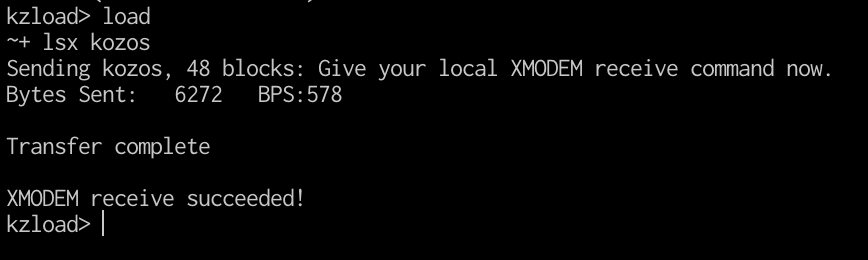 kzload> load
~+ lsx kozos
Sending kozos, 48 blocks: Give your local XMODEM receive command now.
Bytes Sent:   6272   BPS:578
Transfer complete
XMODEM receive succeeded!
kzload>